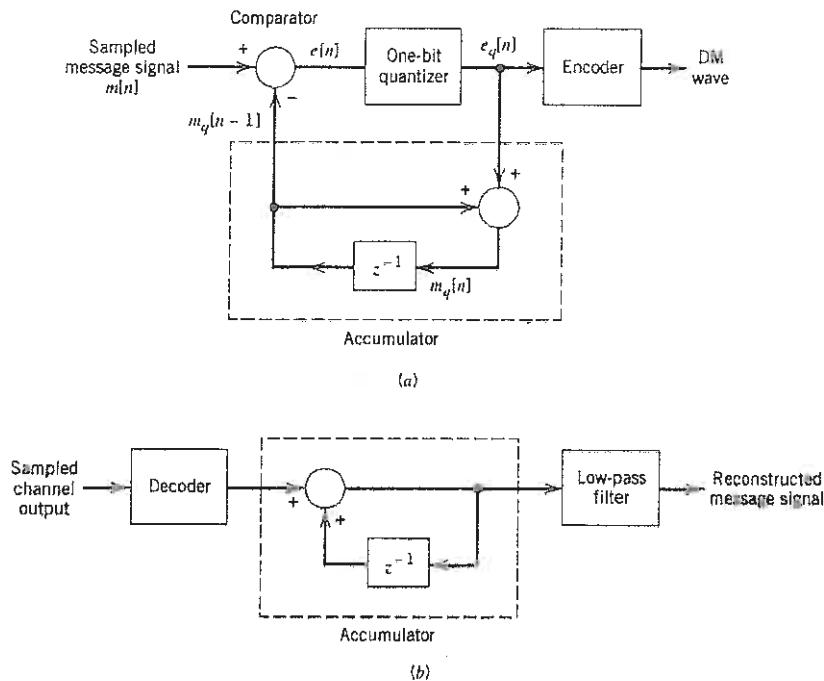 Comparator
Sampled
message signal
m[n]
+
e[n]
One-bit
quantizer
e_q[n]
Encoder
DM
wave
−
m_q[n − 1]
+
+
z^−1
m_q[n]
Accumulator
(a)
Sampled
channel
output
Decoder
+
+
z^−1
Accumulator
Low-pass
filter
Reconstructed
message signal
(b)